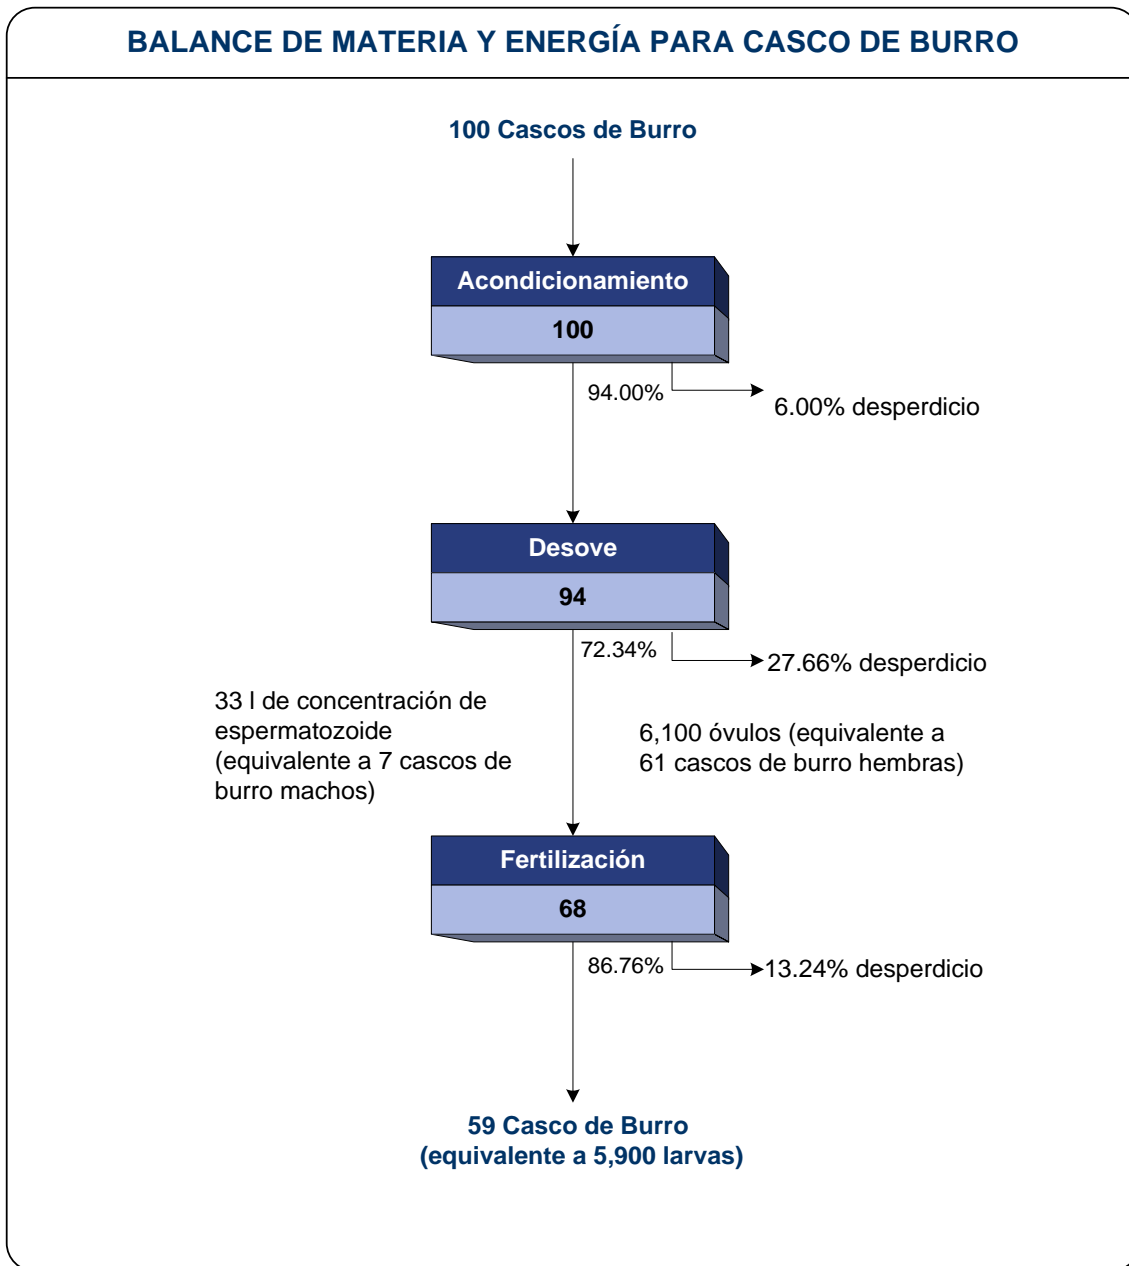 BALANCE DE MATERIA Y ENERGÍA PARA CASCO DE BURRO
100 Cascos de Burro
Acondicionamiento
100
94.00%
6.00% desperdicio
Desove
94
72.34%
27.66% desperdicio
33 l de concentración de
espermatozoide
(equivalente a 7 cascos de
burro machos)
6,100 óvulos (equivalente a
61 cascos de burro hembras)
Fertilización
68
86.76%
13.24% desperdicio
59 Casco de Burro
(equivalente a 5,900 larvas)